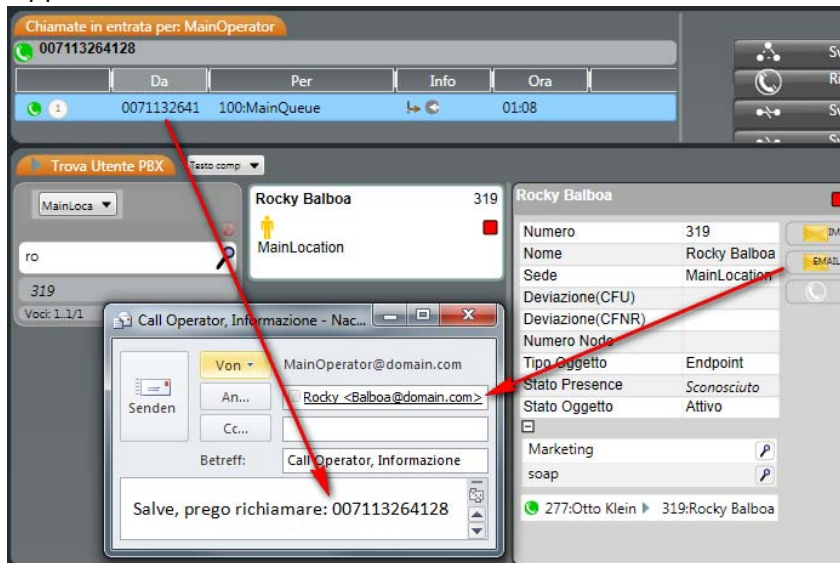 Chiamate in entrata per: MainOperator
007113264128
Da Per Info Ora
1 0071132641 100:MainQueue 01:08
Trova Utente PBX Testo comp
MainLoca
ro
319
Voci: 1..1/1
Rocky Balboa 319
MainLocation
Rocky Balboa
Numero 319
Nome Rocky Balboa
Sede MainLocation
Deviazione(CFU)
Deviazione(CFNR)
Numero Node
Tipo Oggetto Endpoint
Stato Presence Sconosciuto
Stato Oggetto Attivo
Marketing
soap
277:Otto Klein 319:Rocky Balboa
IM
EMAIL
Call Operator, Informazione - Nac...
Senden
Von MainOperator@domain.com
An... Rocky <Balboa@domain.com>
Cc...
Betreff: Call Operator, Informazione
Salve, prego richiamare: 007113264128